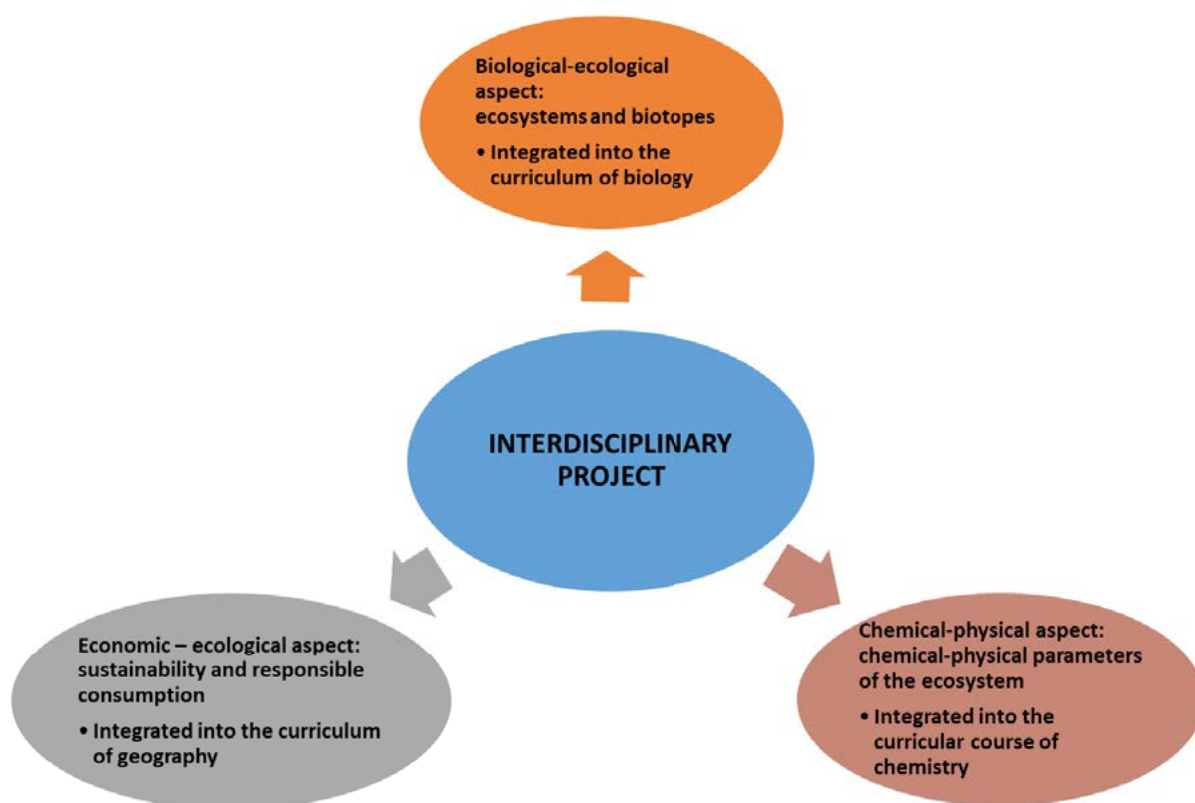 Biological-ecological
aspect:
ecosystems and biotopes
• Integrated into the
curriculum of biology
INTERDISCIPLINARY
PROJECT
Economic – ecological aspect:
sustainability and responsible
consumption
• Integrated into the curriculum
of geography
Chemical-physical aspect:
chemical-physical parameters
of the ecosystem
• Integrated into the
curricular course of
chemistry